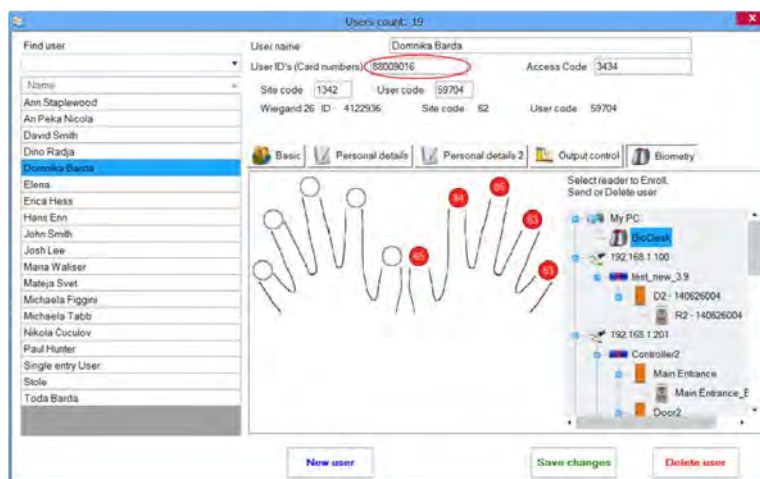 Users count: 19
Find user
Name
Ann Staplewood
An Peka Nicola
David Smith
Dino Radja
Domnika Barda
Elena
Erica Hess
Hans Enn
John Smith
Josh Lee
Maria Waliser
Mateja Svet
Michaela Figgini
Michaela Tabb
Nikola Cuculov
Paul Hunter
Single entry User
Stole
Toda Barda
User name Domnika Barda
User ID's (Card numbers) 88009016 Access Code 3434
Site code 1342 User code 59704
Wiegand 26 ID 4122936 Site code 62 User code 59704
Basic Personal details Personal details 2 Output control Biometry
65 84 85 83 63
Select reader to Enroll,
Send or Delete user
My PC:
BioDesk
192.168.1.100
test_new_3.9
D2 - 140626004
R2 - 140626004
192.168.1.201
Controller2
Main Entrance
Main Entrance_E
Door2
New user Save changes Delete user